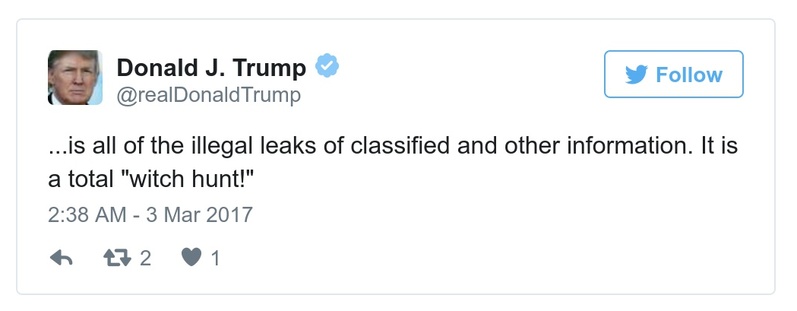 Donald J. Trump
Follow
@realDonaldTrump
...is all of the illegal leaks of classified and other information. It is
a total "witch hunt!"
2:38 AM - 3 Mar 2017
2 1